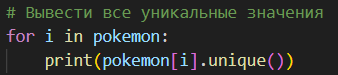 # Вывести все уникальные значения
for i in pokemon:
    print(pokemon[i].unique())